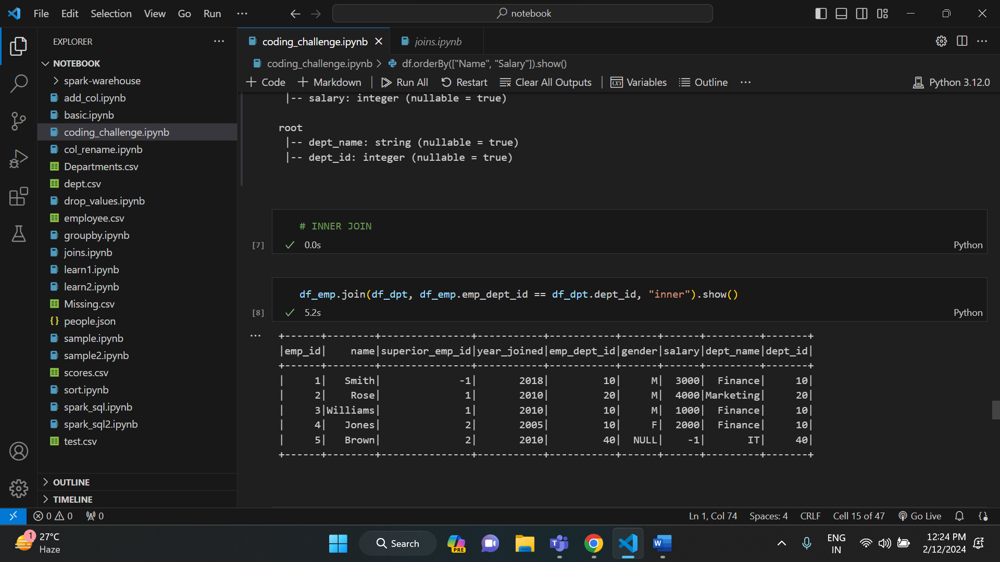 File Edit Selection View Go Run ···
notebook
EXPLORER ···
NOTEBOOK
spark-warehouse
add_col.ipynb
basic.ipynb
coding_challenge.ipynb
col_rename.ipynb
Departments.csv
dept.csv
drop_values.ipynb
employee.csv
groupby.ipynb
joins.ipynb
learn1.ipynb
learn2.ipynb
Missing.csv
{} people.json
sample.ipynb
sample2.ipynb
scores.csv
sort.ipynb
spark_sql.ipynb
spark_sql2.ipynb
test.csv
OUTLINE
TIMELINE
coding_challenge.ipynb joins.ipynb
coding_challenge.ipynb > df.orderBy(["Name", "Salary"]).show()
+ Code + Markdown | Run All Restart Clear All Outputs | Variables Outline ··· Python 3.12.0
|-- salary: integer (nullable = true)
root
|-- dept_name: string (nullable = true)
|-- dept_id: integer (nullable = true)
# INNER JOIN
[7] 0.0s Python
df_emp.join(df_dpt, df_emp.emp_dept_id == df_dpt.dept_id, "inner").show()
[8] 5.2s Python
+------+--------+---------------+-----------+-----------+------+------+---------+-------+
|emp_id|    name|superior_emp_id|year_joined|emp_dept_id|gender|salary|dept_name|dept_id|
+------+--------+---------------+-----------+-----------+------+------+---------+-------+
|     1|   Smith|             -1|       2018|         10|     M|  3000|  Finance|     10|
|     2|    Rose|              1|       2010|         20|     M|  4000|Marketing|     20|
|     3|Williams|              1|       2010|         10|     M|  1000|  Finance|     10|
|     4|   Jones|              2|       2005|         10|     F|  2000|  Finance|     10|
|     5|   Brown|              2|       2010|         40|  NULL|    -1|       IT|     40|
+------+--------+---------------+-----------+-----------+------+------+---------+-------+
0 0 0 Ln 1, Col 74 Spaces: 4 CRLF Cell 15 of 47 Go Live
1 27°C
Haze
Search
PRE
ENG
IN
12:24 PM
2/12/2024